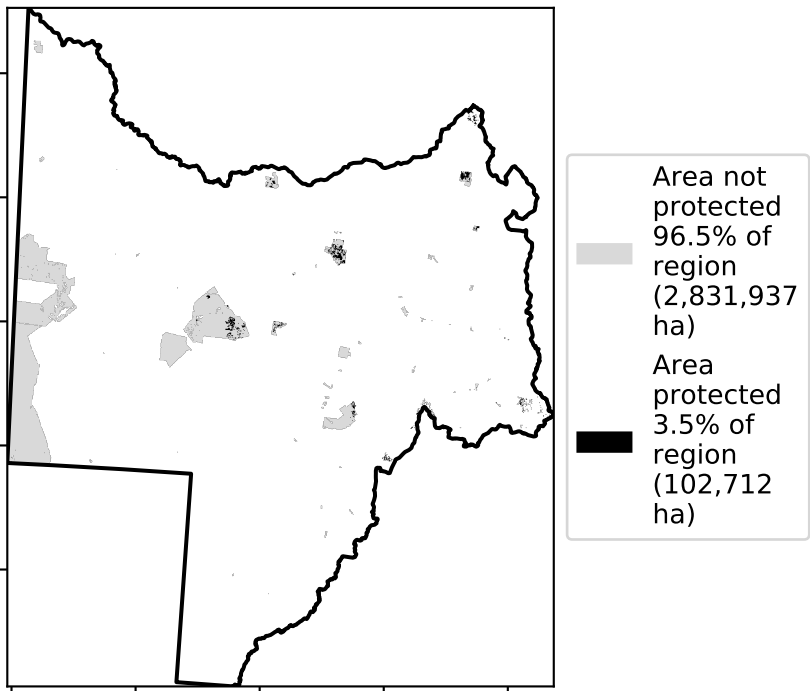 Area not
protected
96.5% of
region
(2,831,937
ha)
Area
protected
3.5% of
region
(102,712
ha)